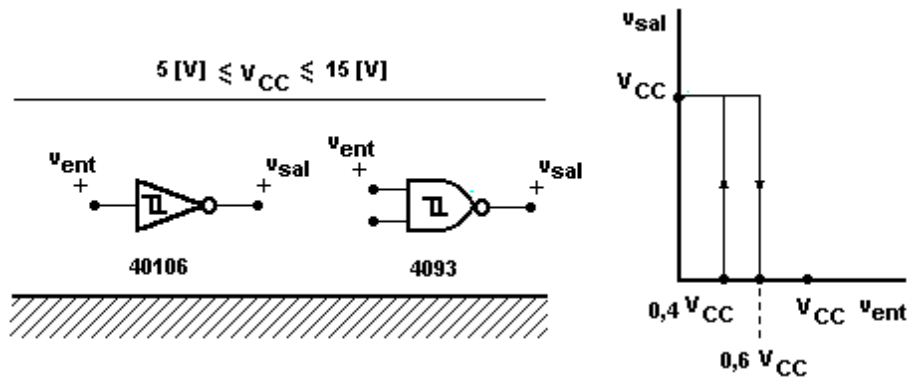 5 [V] ⩽ VCC ⩽ 15 [V]
vent
+
vsal
+
40106
vent
+
vsal
+
4093
vsal
VCC
0,4 VCC
VCC
vent
0,6 VCC